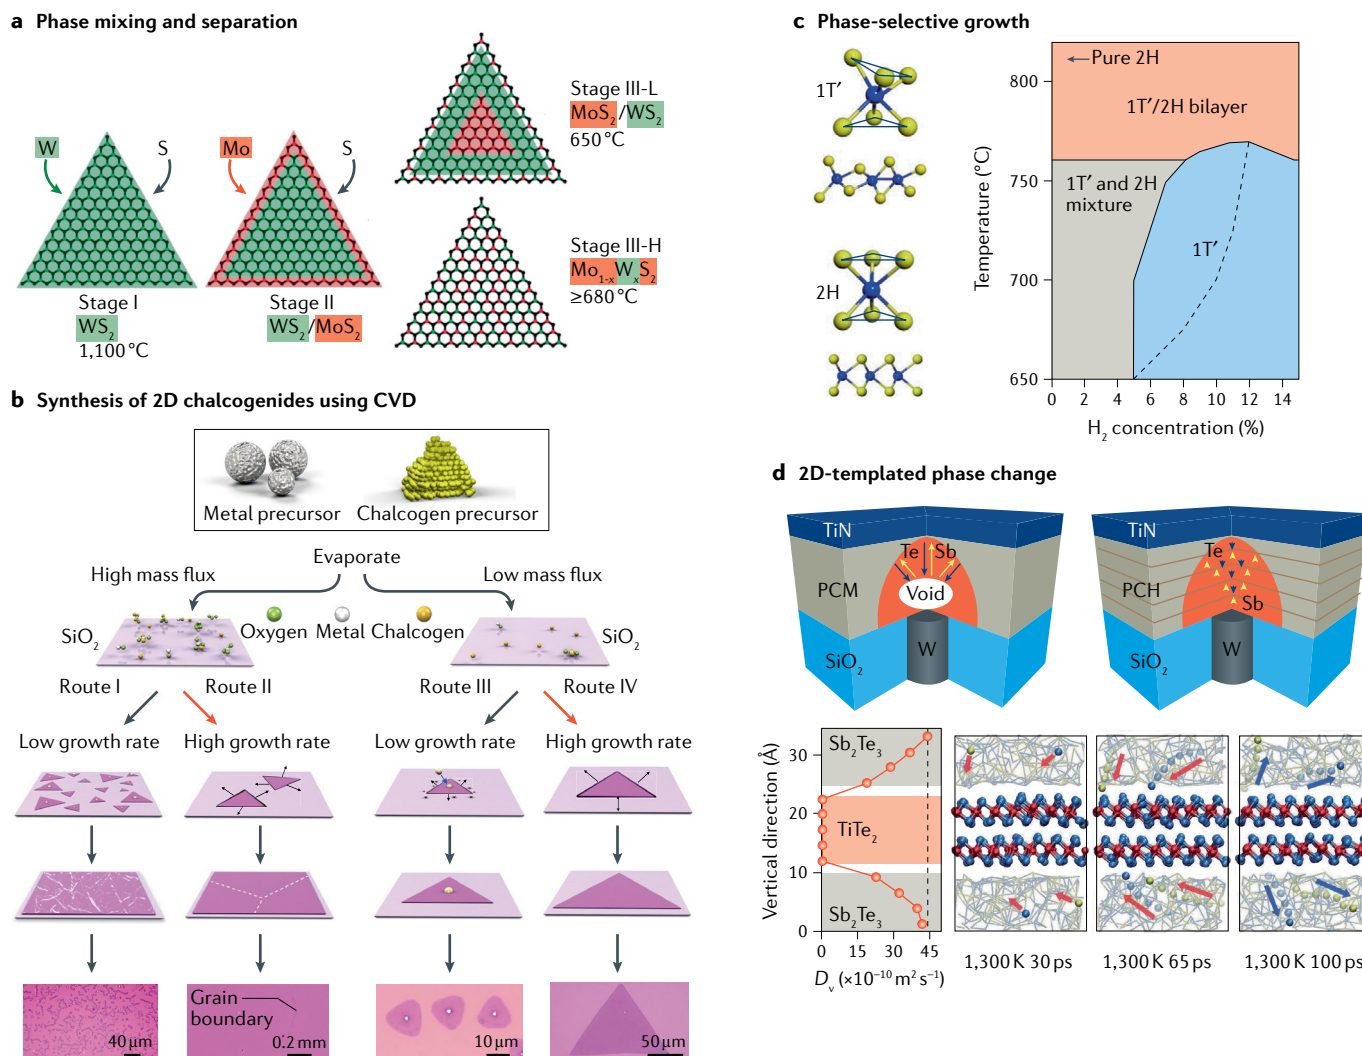 a Phase mixing and separation
W
S
Stage I
WS₂
1,100 °C
Mo
S
Stage II
WS₂/MoS₂
Stage III-L
MoS₂/WS₂
650 °C
Stage III-H
Mo₁₋ₓWₓS₂
≥680 °C
b Synthesis of 2D chalcogenides using CVD
Metal precursor
Chalcogen precursor
Evaporate
High mass flux
Low mass flux
SiO₂
Oxygen
Metal
Chalcogen
SiO₂
Route I
Route II
Route III
Route IV
Low growth rate
High growth rate
Low growth rate
High growth rate
40 μm
Grain
boundary
0.2 mm
10 μm
50 μm
c Phase-selective growth
1T′
2H
Temperature (°C)
800
750
700
650
Pure 2H
1T′/2H bilayer
1T′ and 2H
mixture
1T′
0 2 4 6 8 10 12 14
H₂ concentration (%)
d 2D-templated phase change
TiN
Te
Sb
PCM
Void
SiO₂
W
TiN
Te
PCH
Sb
SiO₂
W
Vertical direction (Å)
30
20
10
0
Sb₂Te₃
TiTe₂
Sb₂Te₃
0 15 30 45
Dᵥ (×10⁻¹⁰ m² s⁻¹)
1,300 K 30 ps
1,300 K 65 ps
1,300 K 100 ps